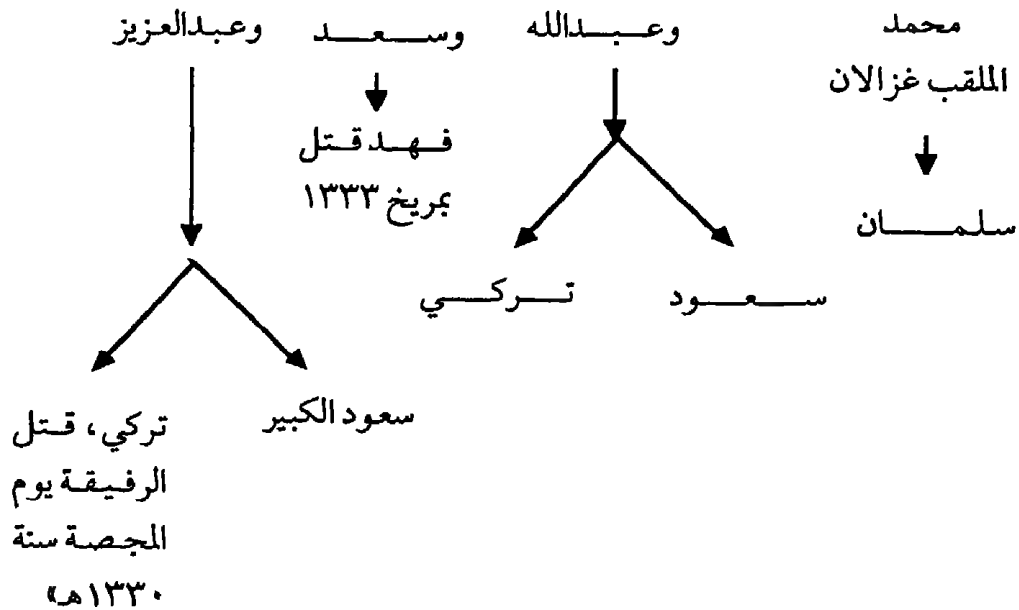 محمد وعبدالله وسعد وعبدالعزيز
الملقب غزالان
فهد قتل
بمريخ ١٣٣٣
سلمان
سعود تركي
سعود الكبير
تركي، قتل
الرفيقة يوم
المجصة سنة
١٣٣٠هـ»